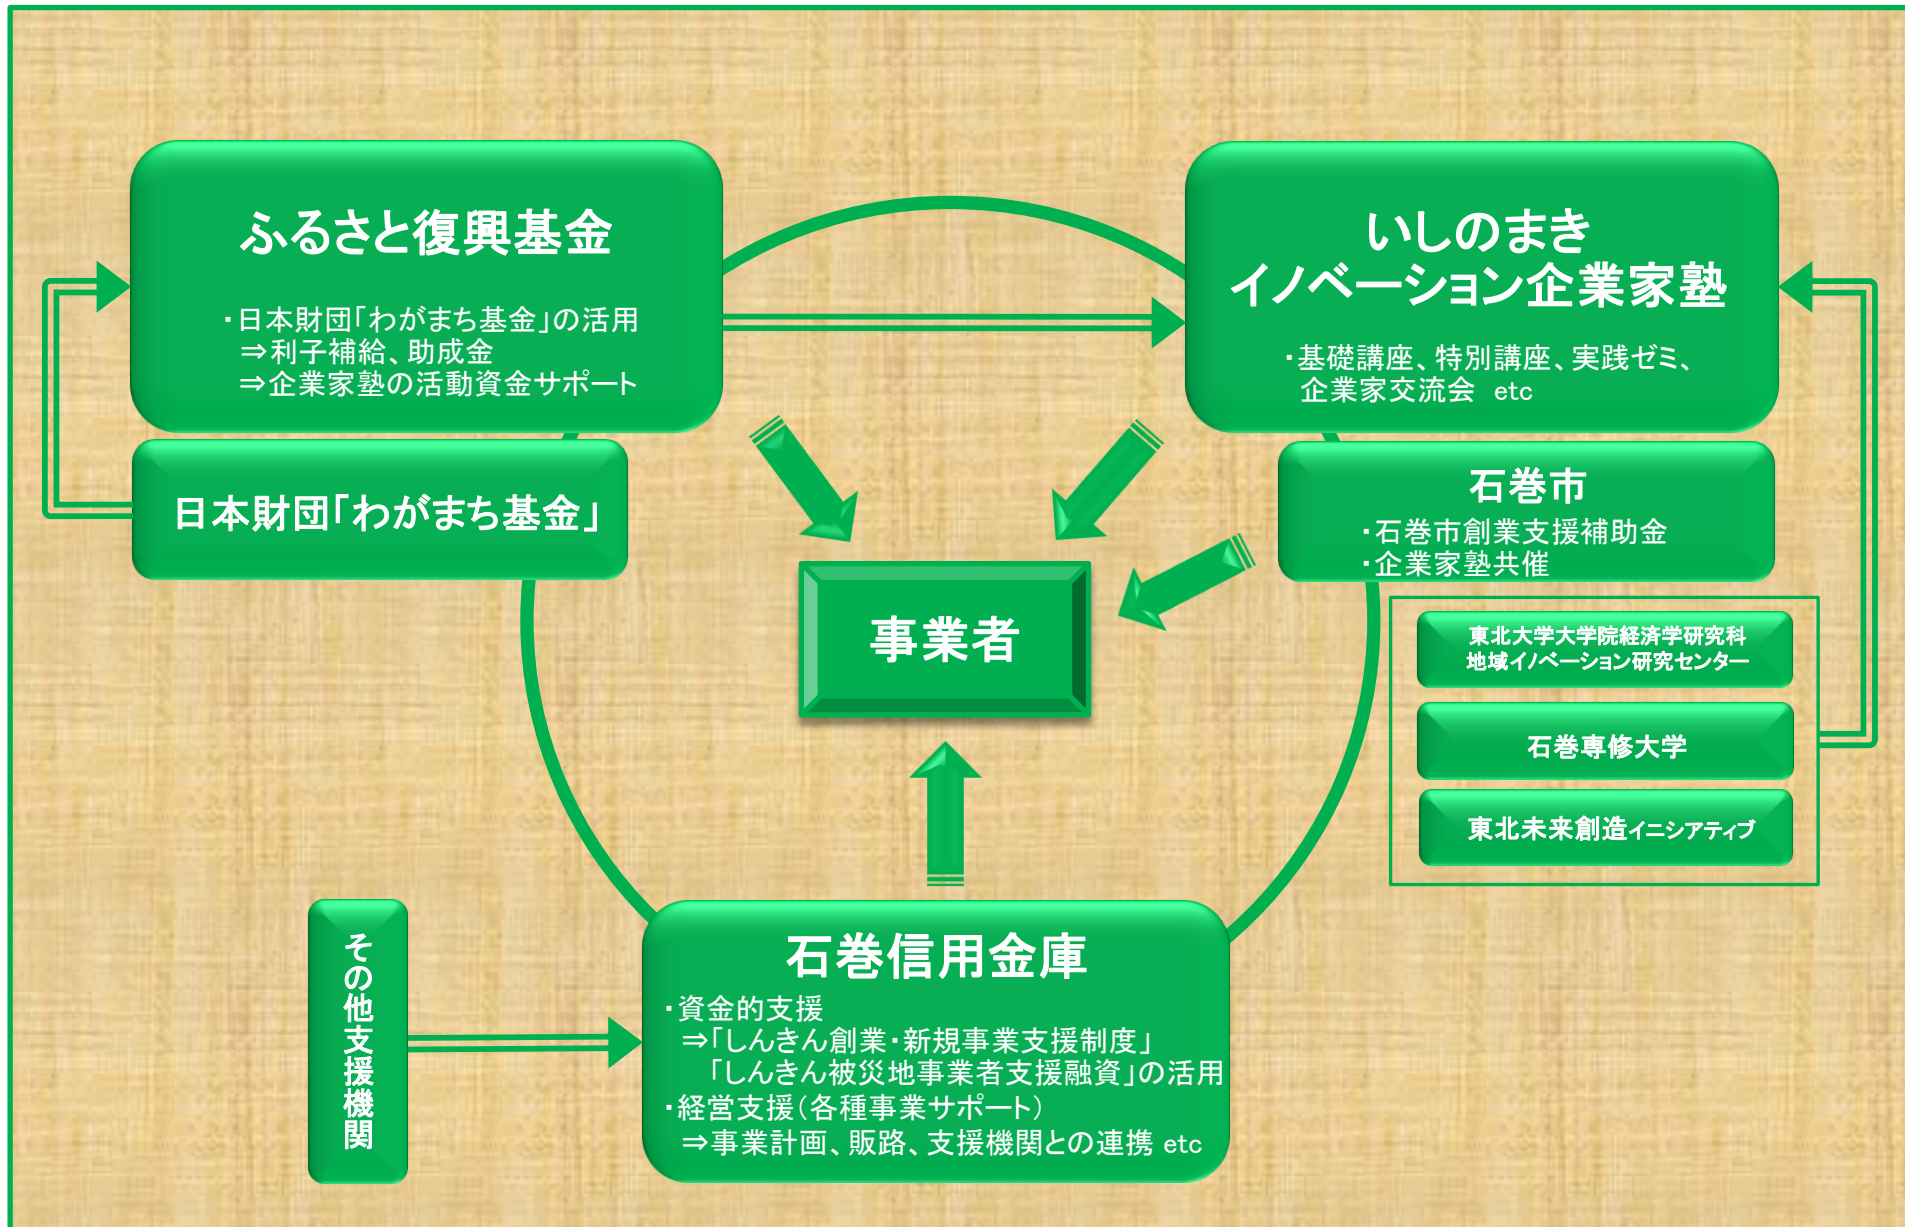 ふるさと復興基金
・日本財団「わがまち基金」の活用
⇒利子補給、助成金
⇒企業家塾の活動資金サポート
日本財団「わがまち基金」
いしのまき
イノベーション企業家塾
・基礎講座、特別講座、実践ゼミ、
企業家交流会 etc
石巻市
・石巻市創業支援補助金
・企業家塾共催
事業者
東北大学大学院経済学研究科
地域イノベーション研究センター
石巻専修大学
東北未来創造イニシアティブ
その他支援機関
石巻信用金庫
・資金的支援
⇒「しんきん創業・新規事業支援制度」
「しんきん被災地事業者支援融資」の活用
・経営支援（各種事業サポート）
⇒事業計画、販路、支援機関との連携 etc